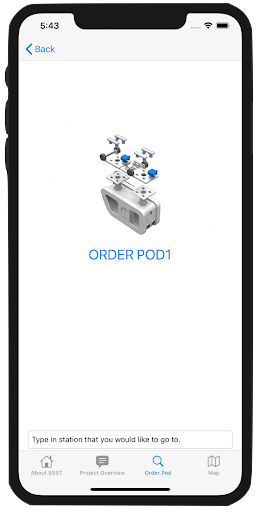 5:43
Back
ORDER POD1
Type in station that you would like to go to.
About SSST
Project Overview
Order Pod
Map